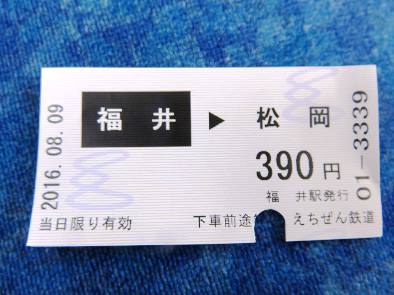 2016.08.09
福井 ▶ 松岡
390円
福井駅発行
01-3339
当日限り有効 下車前途 えちぜん鉄道